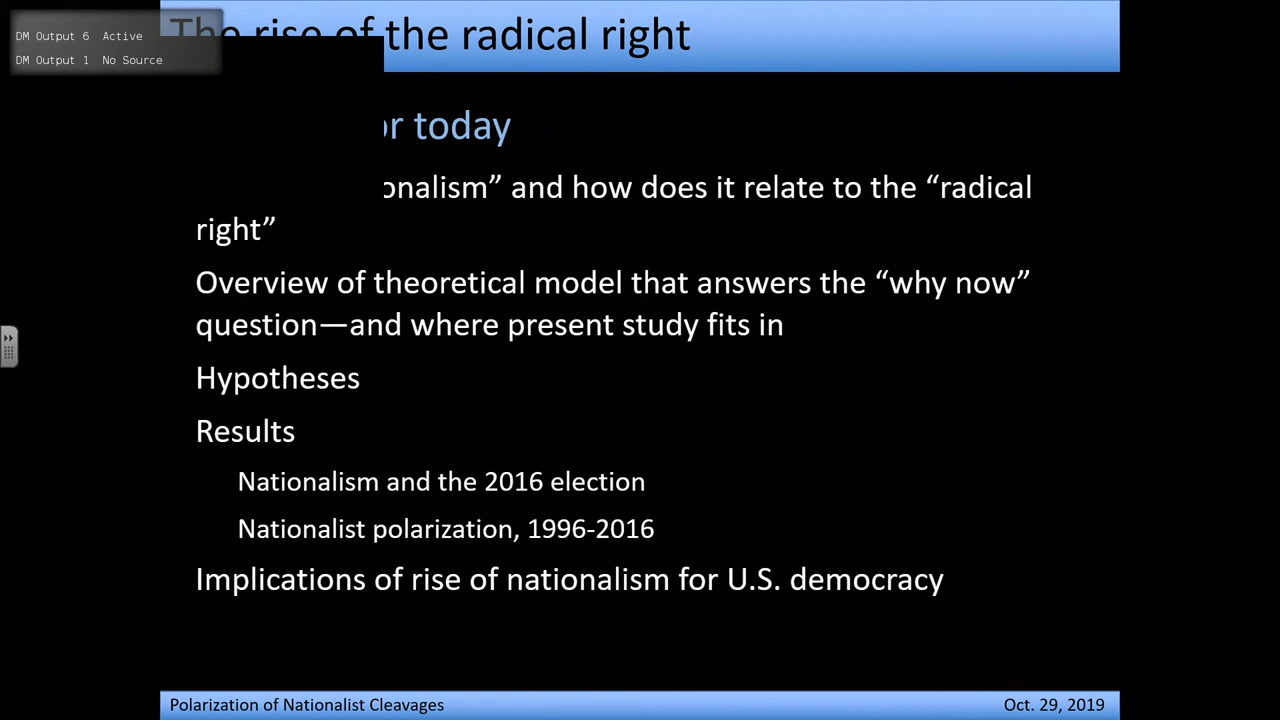 DM Output 6 Active
DM Output 1 No Source
The rise of the radical right
or today
onalism” and how does it relate to the “radical
right”
Overview of theoretical model that answers the “why now”
question—and where present study fits in
Hypotheses
Results
Nationalism and the 2016 election
Nationalist polarization, 1996-2016
Implications of rise of nationalism for U.S. democracy
Polarization of Nationalist Cleavages
Oct. 29, 2019